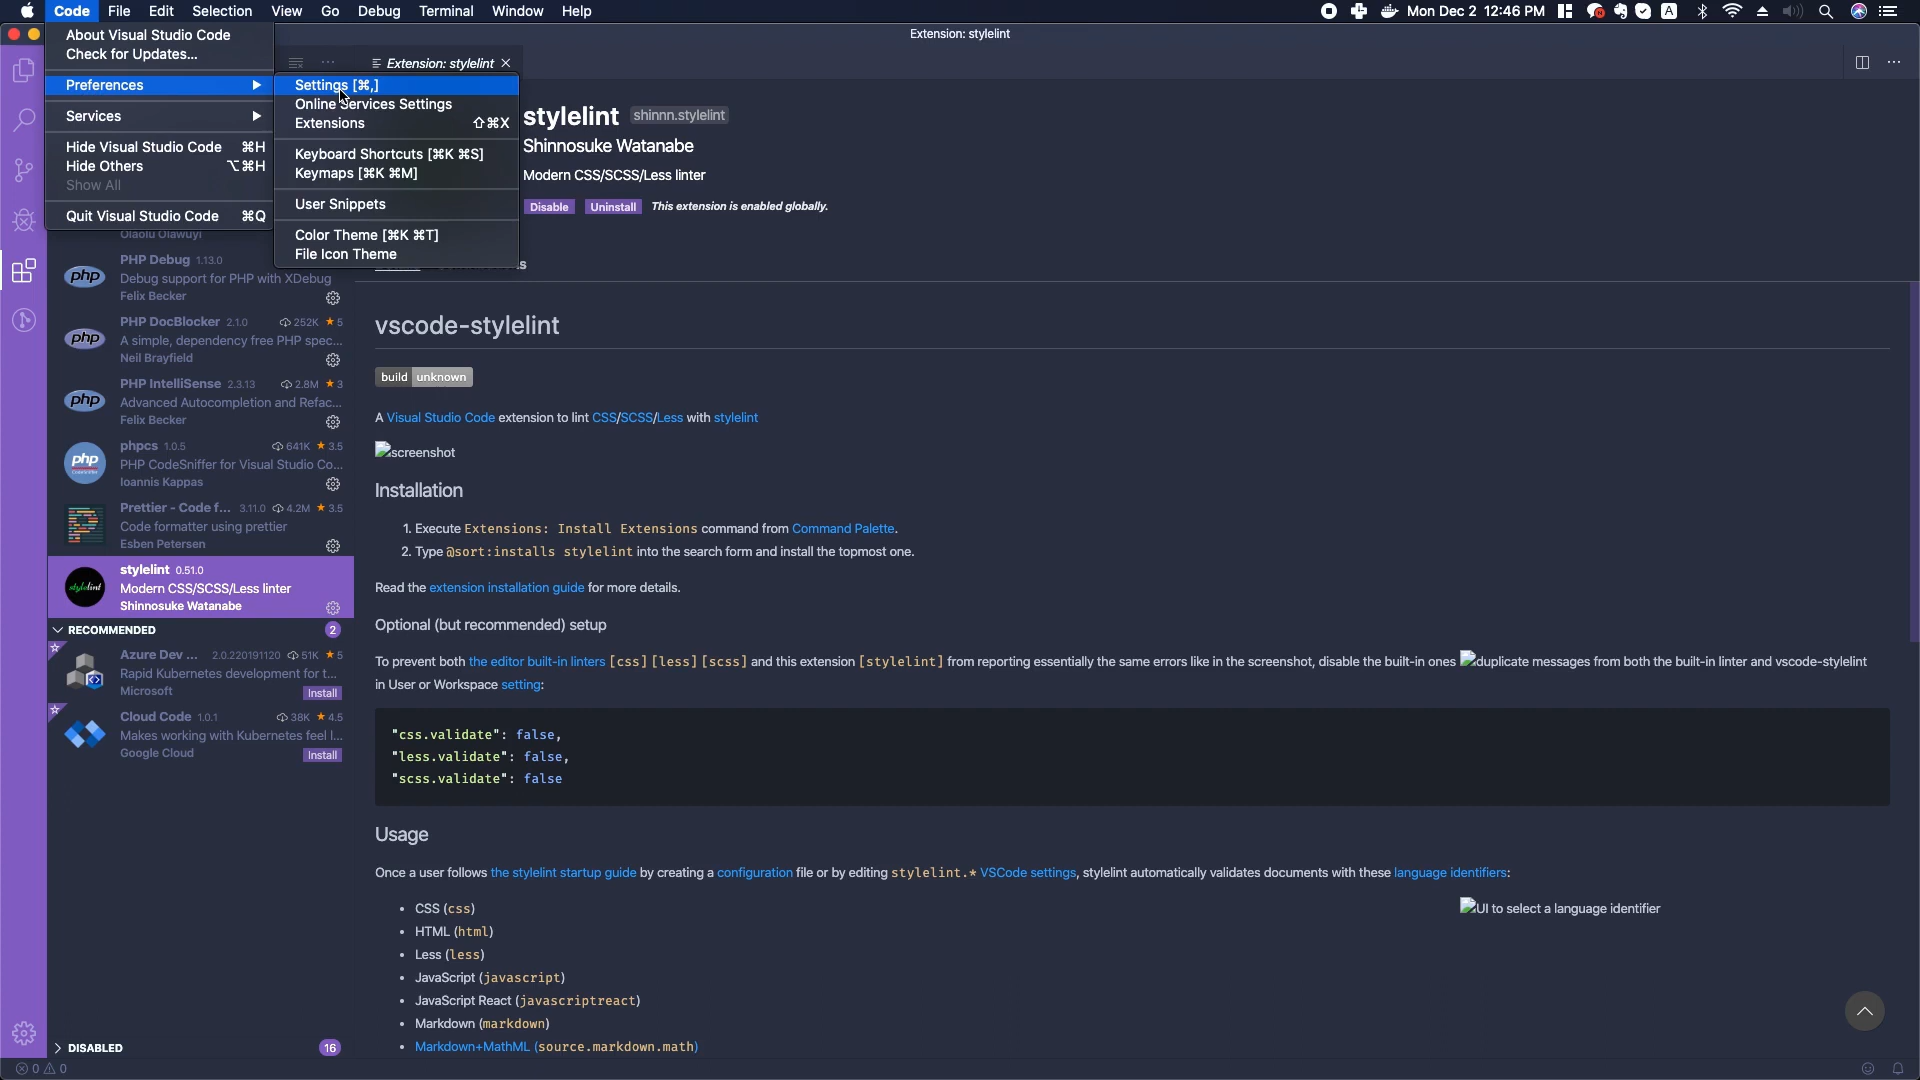 Code File Edit Selection View Go Debug Terminal Window Help
Mon Dec 2 12:46 PM
Extension: stylelint
About Visual Studio Code
Check for Updates...
Preferences
Services
Hide Visual Studio Code ⌘H
Hide Others ⌥⌘H
Show All
Quit Visual Studio Code ⌘Q
Extension: stylelint
Settings [⌘,]
Online Services Settings
Extensions ⇧⌘X
Keyboard Shortcuts [⌘K ⌘S]
Keymaps [⌘K ⌘M]
User Snippets
Color Theme [⌘K ⌘T]
File Icon Theme
stylelint shinnn.stylelint
Shinnosuke Watanabe
Modern CSS/SCSS/Less linter
Disable Uninstall This extension is enabled globally.
Olaolu Olawuyi
PHP Debug 1.13.0
Debug support for PHP with XDebug
Felix Becker
php
PHP DocBlocker 2.1.0 252K ★5
A simple, dependency free PHP spec...
Neil Brayfield
php
PHP IntelliSense 2.3.13 2.8M ★3
Advanced Autocompletion and Refac...
Felix Becker
php
phpcs 1.0.5 641K ★3.5
PHP CodeSniffer for Visual Studio Co...
Ioannis Kappas
php
Prettier - Code f... 3.11.0 4.2M ★3.5
Code formatter using prettier
Esben Petersen
stylelint 0.51.0
Modern CSS/SCSS/Less linter
Shinnosuke Watanabe
stylelint
RECOMMENDED 2
Azure Dev ... 2.0.220191120 51K ★5
Rapid Kubernetes development for t...
Microsoft Install
Cloud Code 1.0.1 38K ★4.5
Makes working with Kubernetes feel l...
Google Cloud Install
DISABLED 16
0 0
vscode-stylelint
build unknown
A Visual Studio Code extension to lint CSS/SCSS/Less with stylelint
screenshot
Installation
1. Execute Extensions: Install Extensions command from Command Palette.
2. Type @sort:installs stylelint into the search form and install the topmost one.
Read the extension installation guide for more details.
Optional (but recommended) setup
To prevent both the editor built-in linters [css] [less] [scss] and this extension [stylelint] from reporting essentially the same errors like in the screenshot, disable the built-in ones duplicate messages from both the built-in linter and vscode-stylelint
in User or Workspace setting:
"css.validate": false,
"less.validate": false,
"scss.validate": false
Usage
Once a user follows the stylelint startup guide by creating a configuration file or by editing stylelint.* VSCode settings, stylelint automatically validates documents with these language identifiers:
UI to select a language identifier
• CSS (css)
• HTML (html)
• Less (less)
• JavaScript (javascript)
• JavaScript React (javascriptreact)
• Markdown (markdown)
• Markdown+MathML (source.markdown.math)